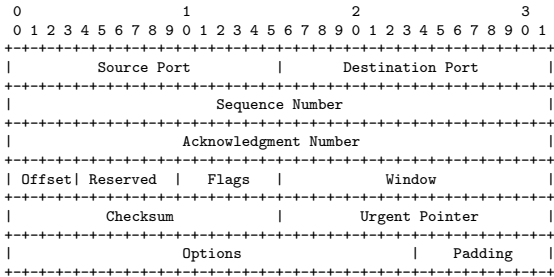 0                   1                   2                   3
0 1 2 3 4 5 6 7 8 9 0 1 2 3 4 5 6 7 8 9 0 1 2 3 4 5 6 7 8 9 0 1
+-+-+-+-+-+-+-+-+-+-+-+-+-+-+-+-+-+-+-+-+-+-+-+-+-+-+-+-+-+-+-+-+
|          Source Port          |       Destination Port        |
+-+-+-+-+-+-+-+-+-+-+-+-+-+-+-+-+-+-+-+-+-+-+-+-+-+-+-+-+-+-+-+-+
|                        Sequence Number                        |
+-+-+-+-+-+-+-+-+-+-+-+-+-+-+-+-+-+-+-+-+-+-+-+-+-+-+-+-+-+-+-+-+
|                    Acknowledgment Number                      |
+-+-+-+-+-+-+-+-+-+-+-+-+-+-+-+-+-+-+-+-+-+-+-+-+-+-+-+-+-+-+-+-+
| Offset| Reserved  |   Flags   |            Window             |
+-+-+-+-+-+-+-+-+-+-+-+-+-+-+-+-+-+-+-+-+-+-+-+-+-+-+-+-+-+-+-+-+
|           Checksum            |         Urgent Pointer        |
+-+-+-+-+-+-+-+-+-+-+-+-+-+-+-+-+-+-+-+-+-+-+-+-+-+-+-+-+-+-+-+-+
|                    Options                    |    Padding    |
+-+-+-+-+-+-+-+-+-+-+-+-+-+-+-+-+-+-+-+-+-+-+-+-+-+-+-+-+-+-+-+-+